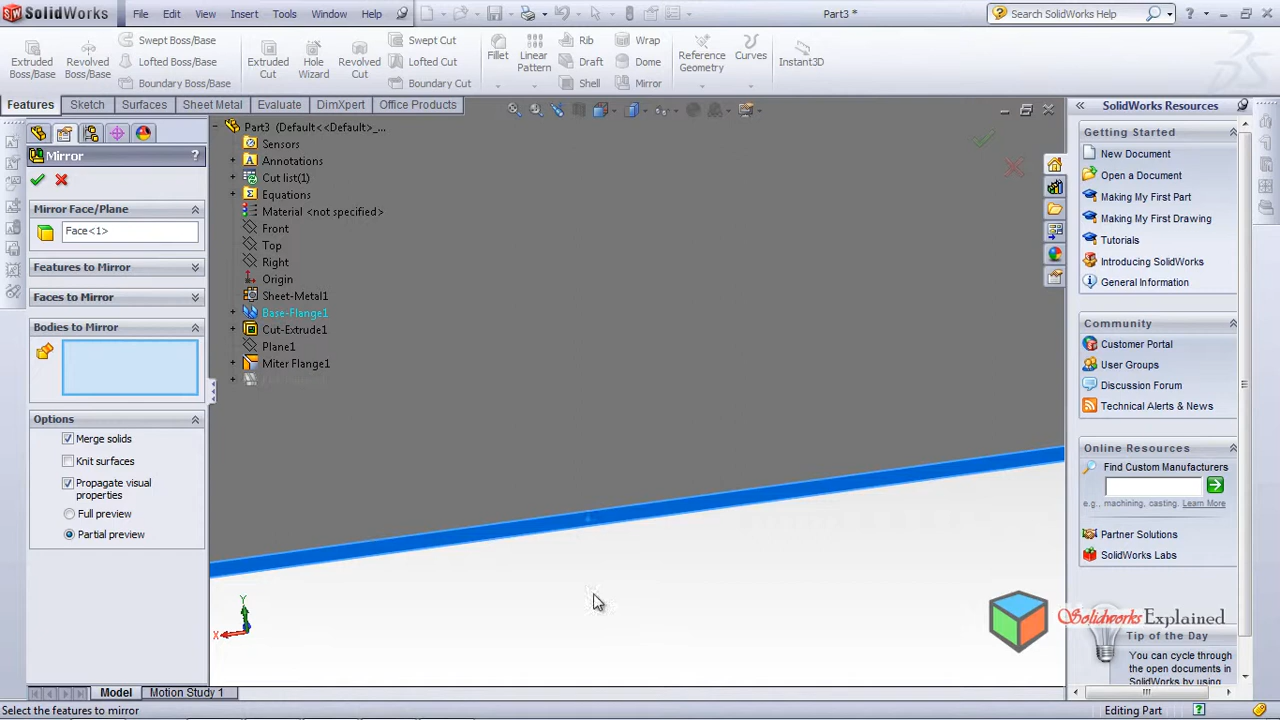 SolidWorks File Edit View Insert Tools Window Help Part3 * Search SolidWorks Help
Extruded Boss/Base
Revolved Boss/Base
Swept Boss/Base
Lofted Boss/Base
Boundary Boss/Base
Extruded Cut
Hole Wizard
Revolved Cut
Swept Cut
Lofted Cut
Boundary Cut
Fillet
Linear Pattern
Rib
Draft
Shell
Wrap
Dome
Mirror
Reference Geometry
Curves
Instant3D
Features Sketch Surfaces Sheet Metal Evaluate DimXpert Office Products
Mirror ?
Mirror Face/Plane
Face<1>
Features to Mirror
Faces to Mirror
Bodies to Mirror
Options
Merge solids
Knit surfaces
Propagate visual
properties
Full preview
Partial preview
Part3 (Default<<Default>_...
Sensors
Annotations
Cut list(1)
Equations
Material <not specified>
Front
Top
Right
Origin
Sheet-Metal1
Base-Flange1
Cut-Extrude1
Plane1
Miter Flange1
Y
X
SolidWorks Resources
Getting Started
New Document
Open a Document
Making My First Part
Making My First Drawing
Tutorials
Introducing SolidWorks
General Information
Community
Customer Portal
User Groups
Discussion Forum
Technical Alerts & News
Online Resources
Find Custom Manufacturers
e.g., machining, casting. Learn More
Partner Solutions
SolidWorks Labs
Solidworks Explained
Tip of the Day
You can cycle through
the open documents in
SolidWorks by using
Model Motion Study 1
Select the features to mirror Editing Part